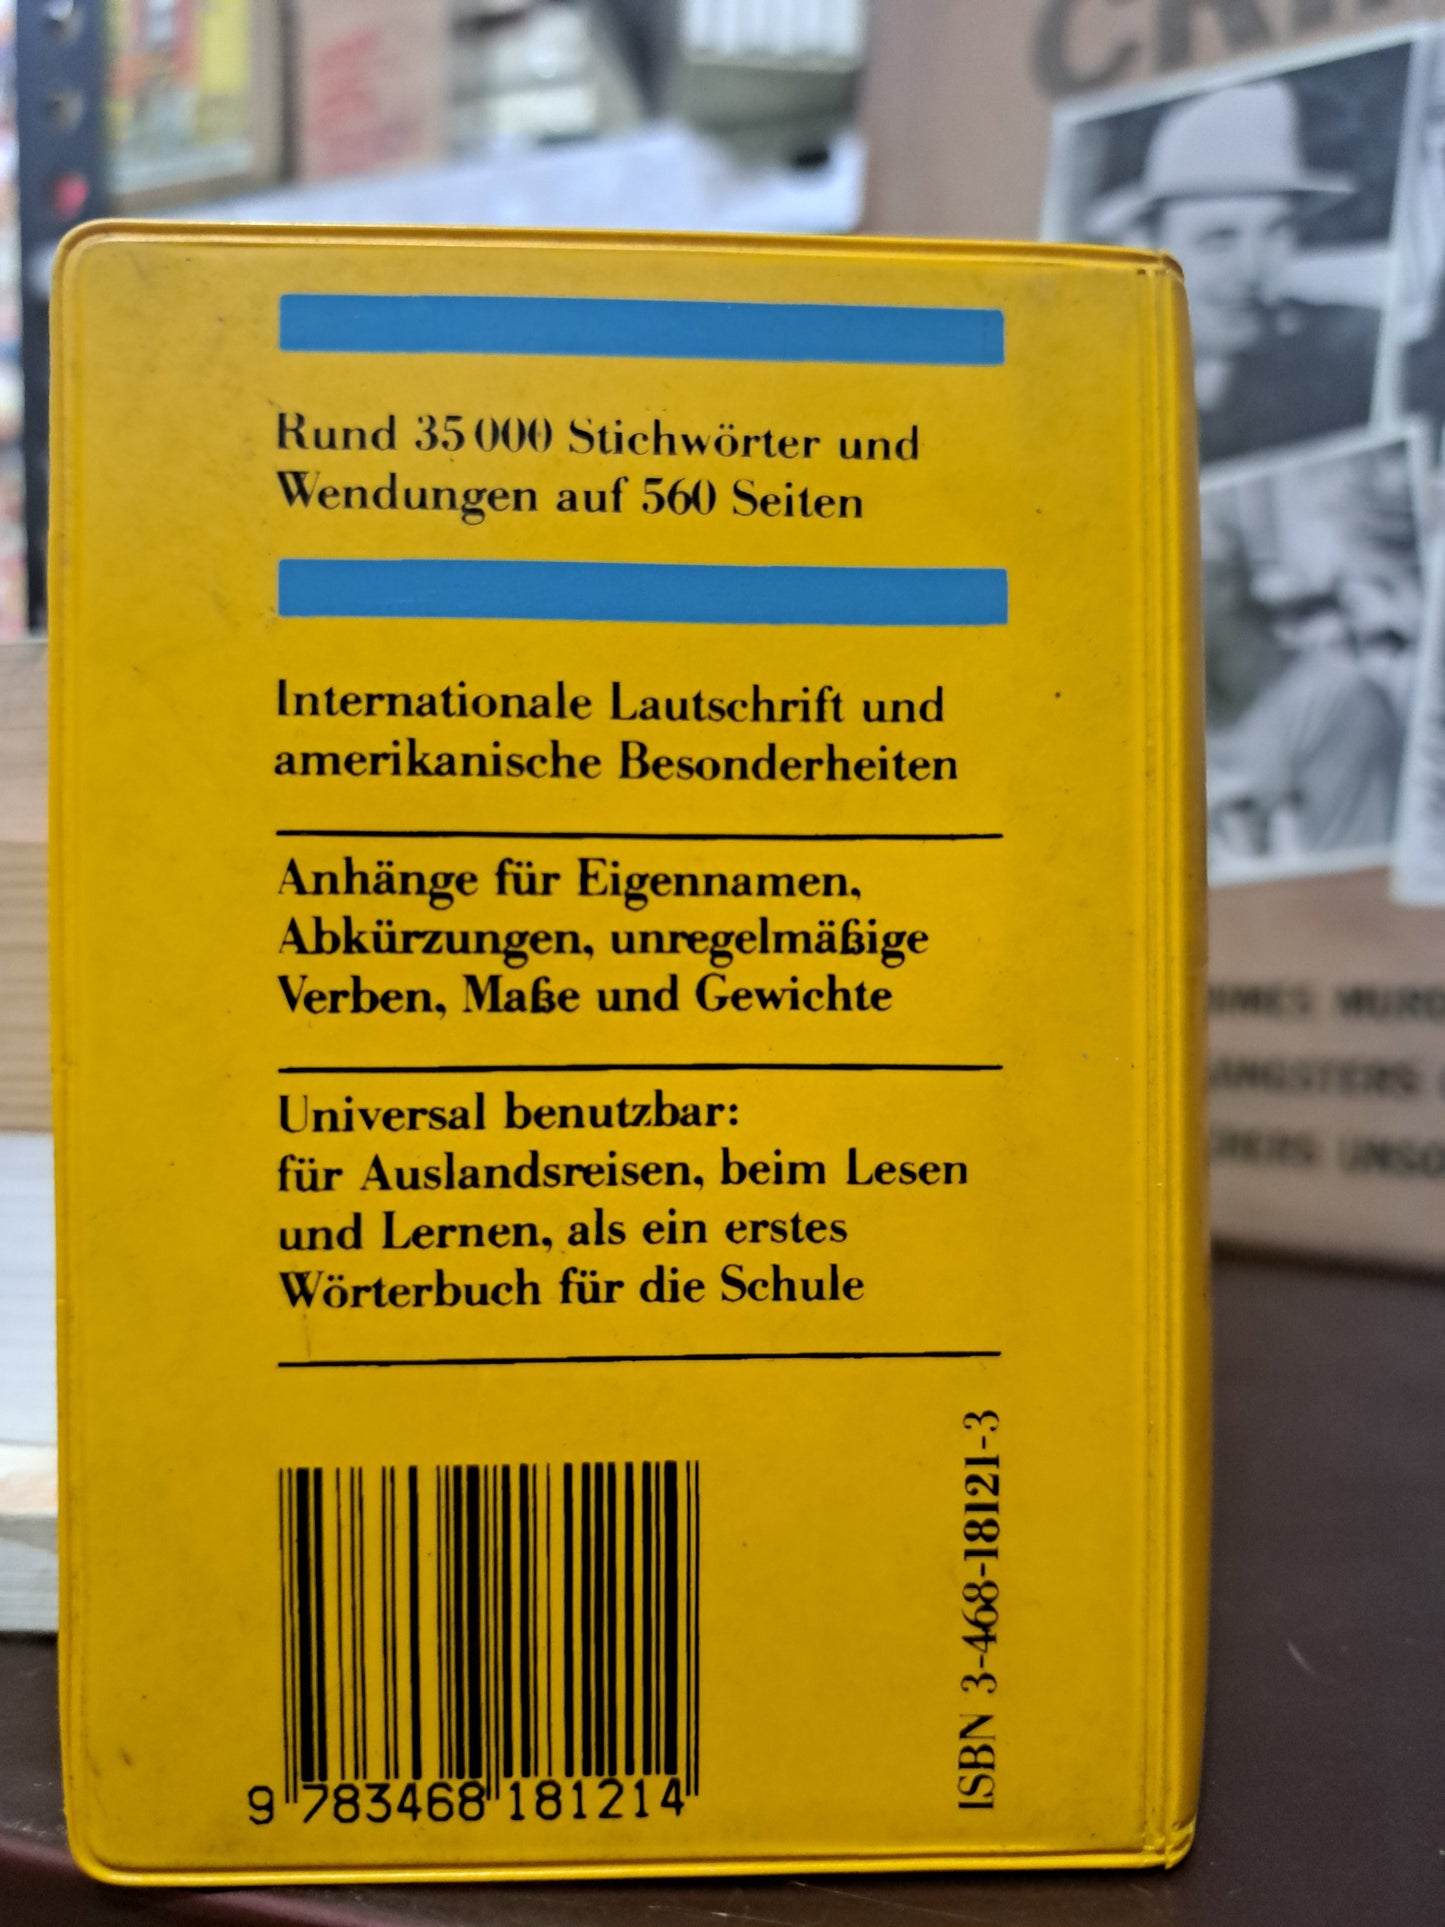 CRI
Rund 35 000 Stichwörter und
Wendungen auf 560 Seiten
Internationale Lautschrift und
amerikanische Besonderheiten
Anhänge für Eigennamen,
Abkürzungen, unregelmäßige
Verben, Maße und Gewichte
Universal benutzbar:
für Auslandsreisen, beim Lesen
und Lernen, als ein erstes
Wörterbuch für die Schule
9 783468 181214
ISBN 3-468-18121-3